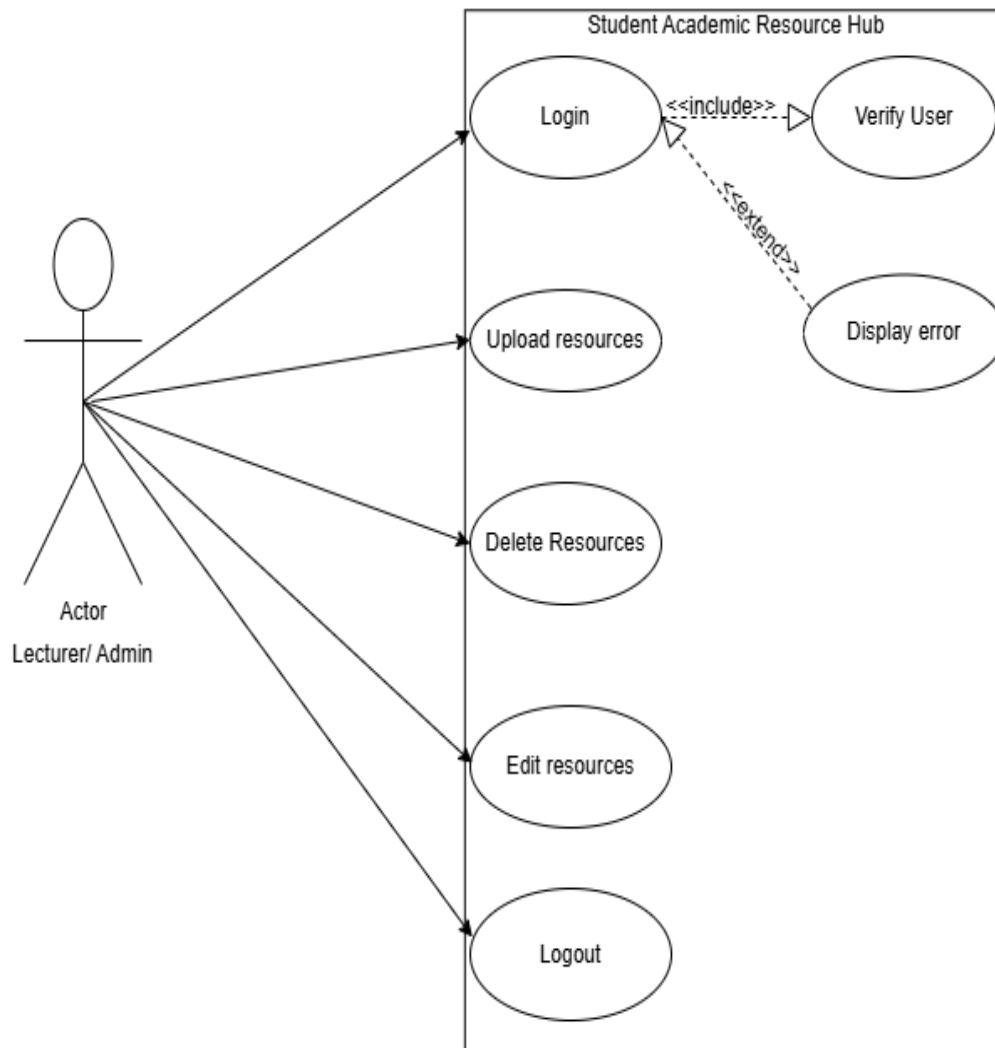 Student Academic Resource Hub
Login
<<include>>
Verify User
<<extend>>
Upload resources
Display error
Delete Resources
Actor
Lecturer/ Admin
Edit resources
Logout